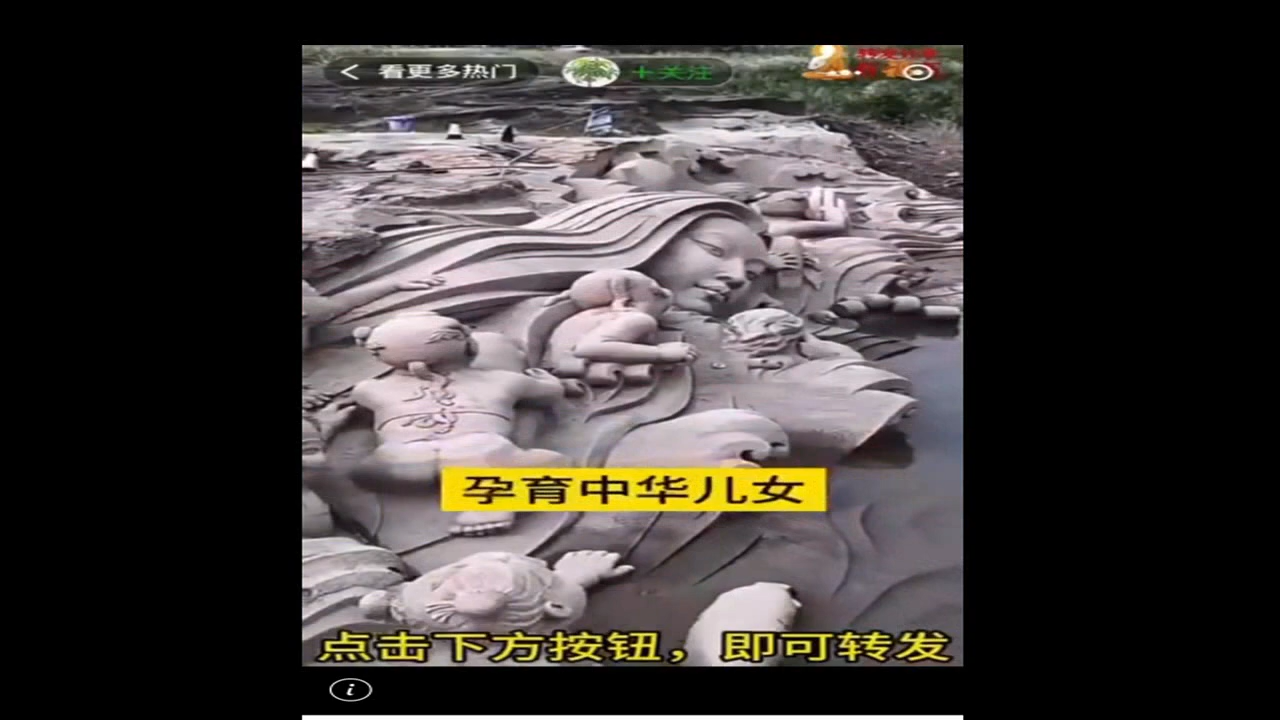 看更多热门
+关注
孕育中华儿女
点击下方按钮，即可转发
i